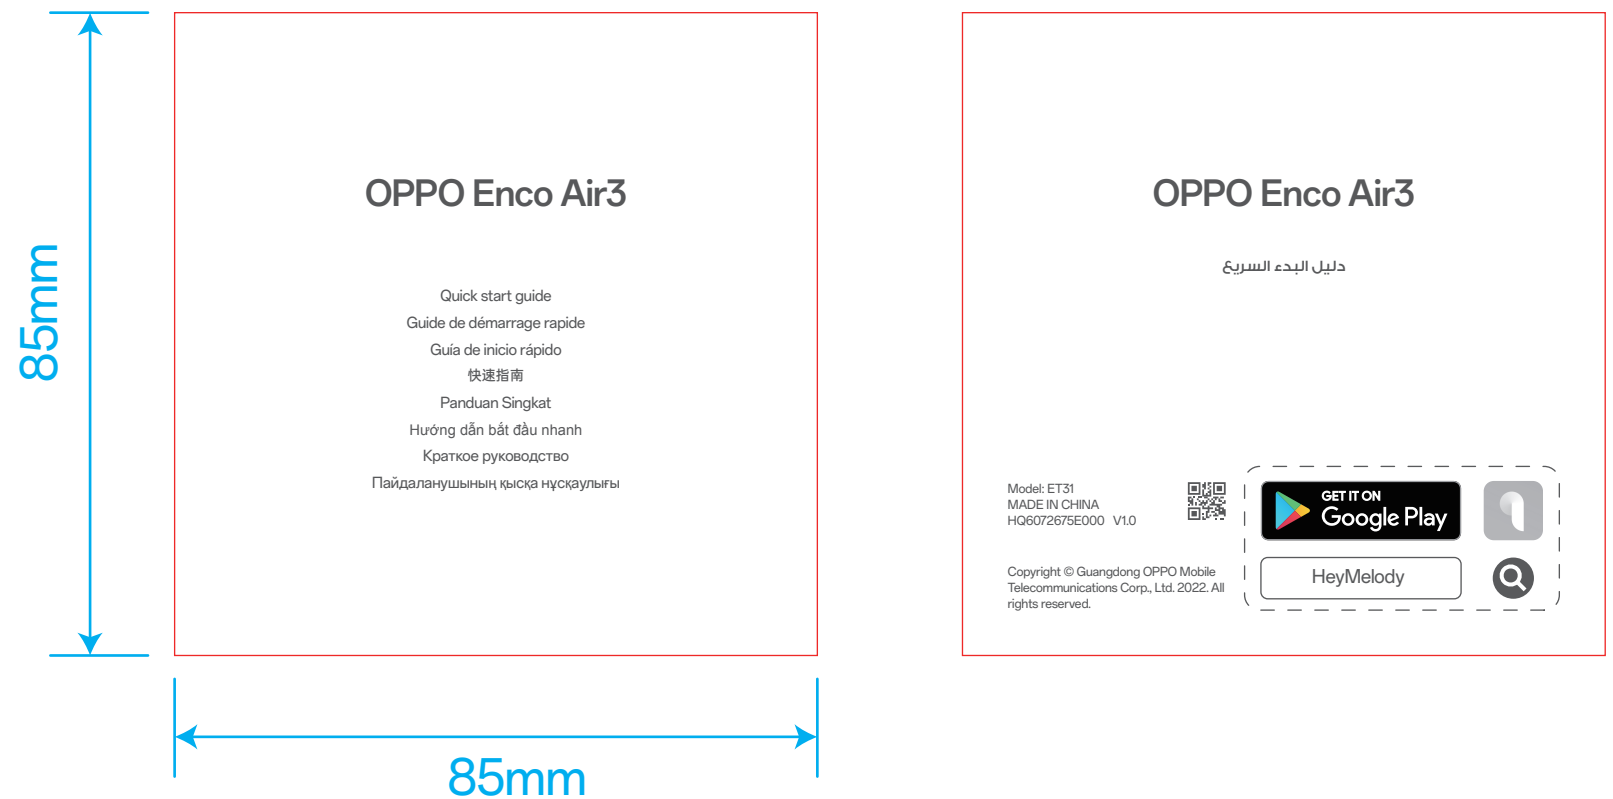 85mm
OPPO Enco Air3
Quick start guide
Guide de démarrage rapide
Guía de inicio rápido
快速指南
Panduan Singkat
Hướng dẫn bắt đầu nhanh
Краткое руководство
Пайдаланушының қысқа нұсқаулығы
85mm
OPPO Enco Air3
دليل البدء السريع
Model: ET31
MADE IN CHINA
HQ6072675E000 V1.0
Copyright © Guangdong OPPO Mobile
Telecommunications Corp., Ltd. 2022. All
rights reserved.
GET IT ON
Google Play
HeyMelody